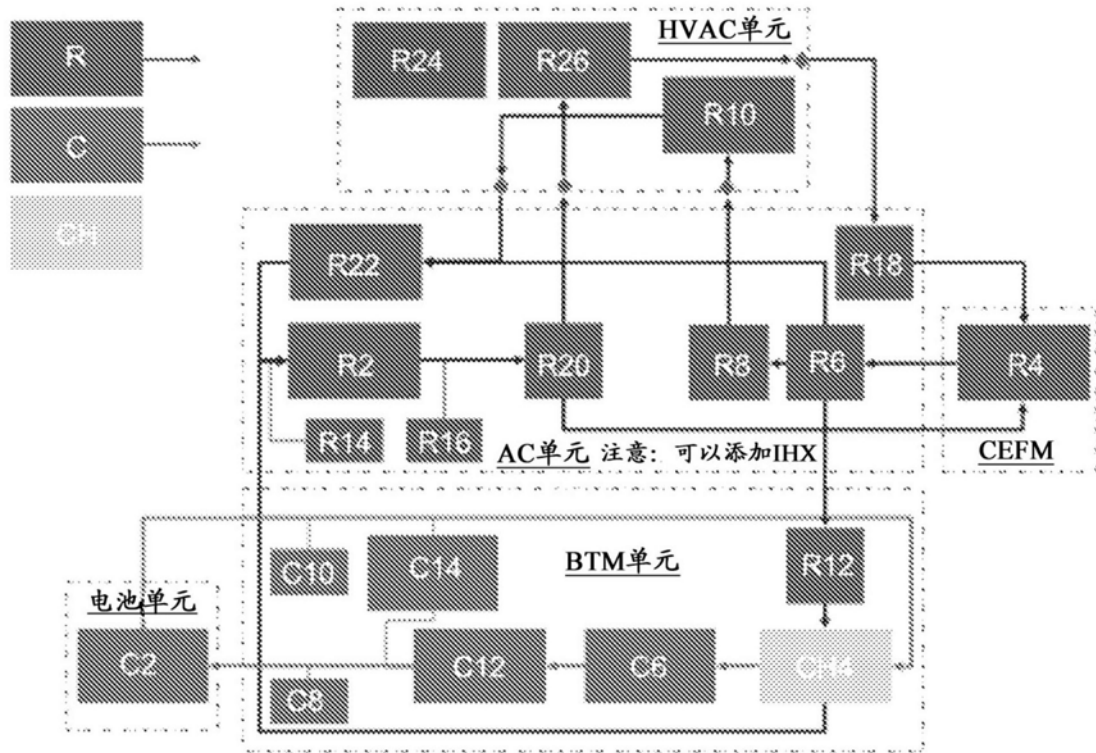 R
C
CH
HVAC单元
R24
R26
R10
R22
R18
R2
R20
R8
R6
R4
R14
R16
AC单元 注意：可以添加IHX
CEFM
C10
C14
BTM单元
R12
电池单元
C2
C12
C6
CH4
C8